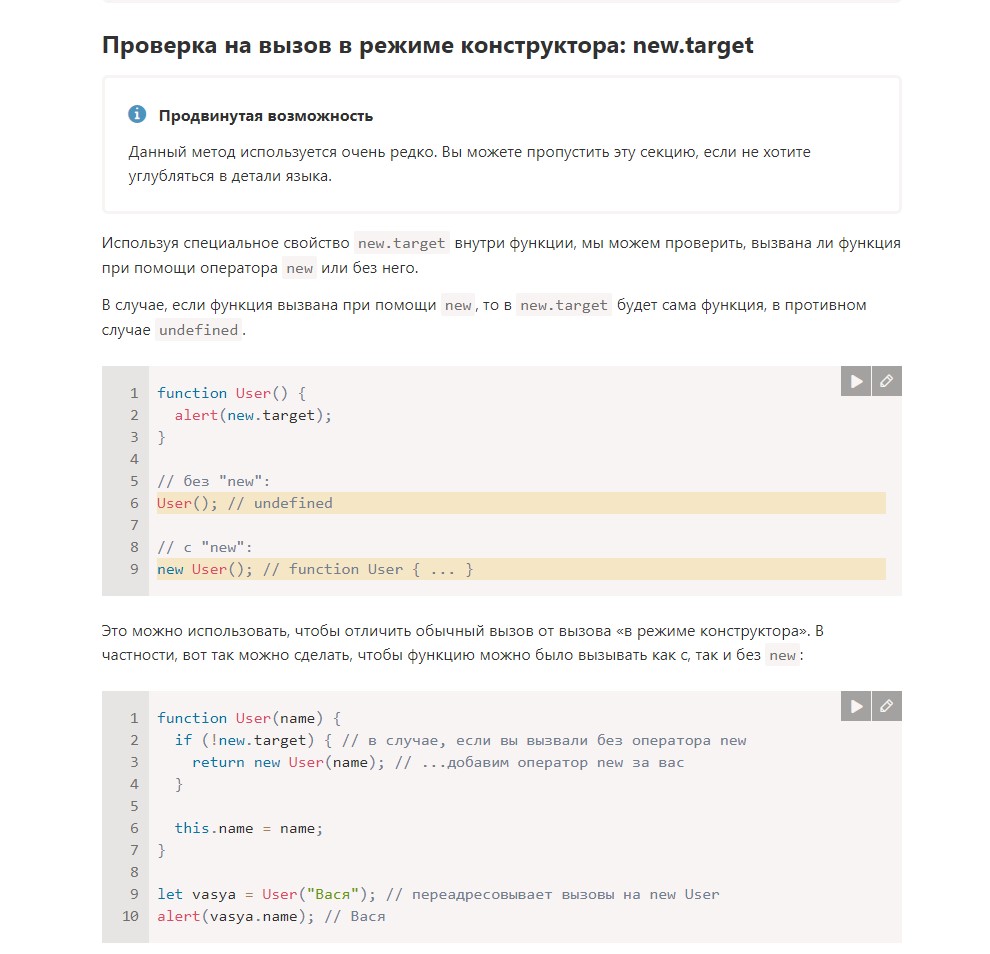 Проверка на вызов в режиме конструктора: new.target
Продвинутая возможность
Данный метод используется очень редко. Вы можете пропустить эту секцию, если не хотите
углубляться в детали языка.
Используя специальное свойство new.target внутри функции, мы можем проверить, вызвана ли функция
при помощи оператора new или без него.
В случае, если функция вызвана при помощи new, то в new.target будет сама функция, в противном
случае undefined.
1 function User() {
2   alert(new.target);
3 }
4
5 // без "new":
6 User(); // undefined
7
8 // с "new":
9 new User(); // function User { ... }
Это можно использовать, чтобы отличить обычный вызов от вызова «в режиме конструктора». В
частности, вот так можно сделать, чтобы функцию можно было вызывать как с, так и без new:
1 function User(name) {
2   if (!new.target) { // в случае, если вы вызвали без оператора new
3     return new User(name); // ...добавим оператор new за вас
4   }
5
6   this.name = name;
7 }
8
9 let vasya = User("Вася"); // переадресовывает вызовы на new User
10 alert(vasya.name); // Вася